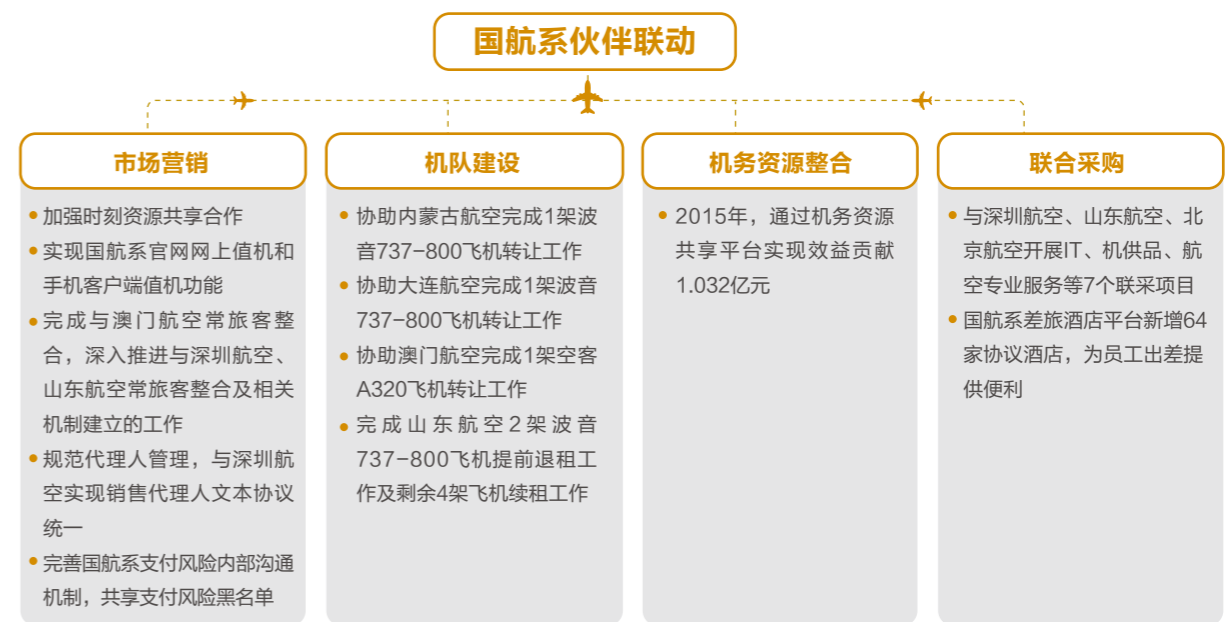 国航系伙伴联动
市场营销
• 加强时刻资源共享合作
• 实现国航系官网网上值机和
手机客户端值机功能
• 完成与澳门航空常旅客整
合，深入推进与深圳航空、
山东航空常旅客整合及相关
机制建立的工作
• 规范代理人管理，与深圳航
空实现销售代理人文本协议
统一
• 完善国航系支付风险内部沟通
机制，共享支付风险黑名单
机队建设
• 协助内蒙古航空完成1架波
音737-800飞机转让工作
• 协助大连航空完成1架波音
737-800飞机转让工作
• 协助澳门航空完成1架空客
A320飞机转让工作
• 完成山东航空2架波音
737-800飞机提前退租工
作及剩余4架飞机续租工作
机务资源整合
• 2015年，通过机务资源
共享平台实现效益贡献
1.032亿元
联合采购
• 与深圳航空、山东航空、北
京航空开展IT、机供品、航
空专业服务等7个联采项目
• 国航系差旅酒店平台新增64
家协议酒店，为员工出差提
供便利